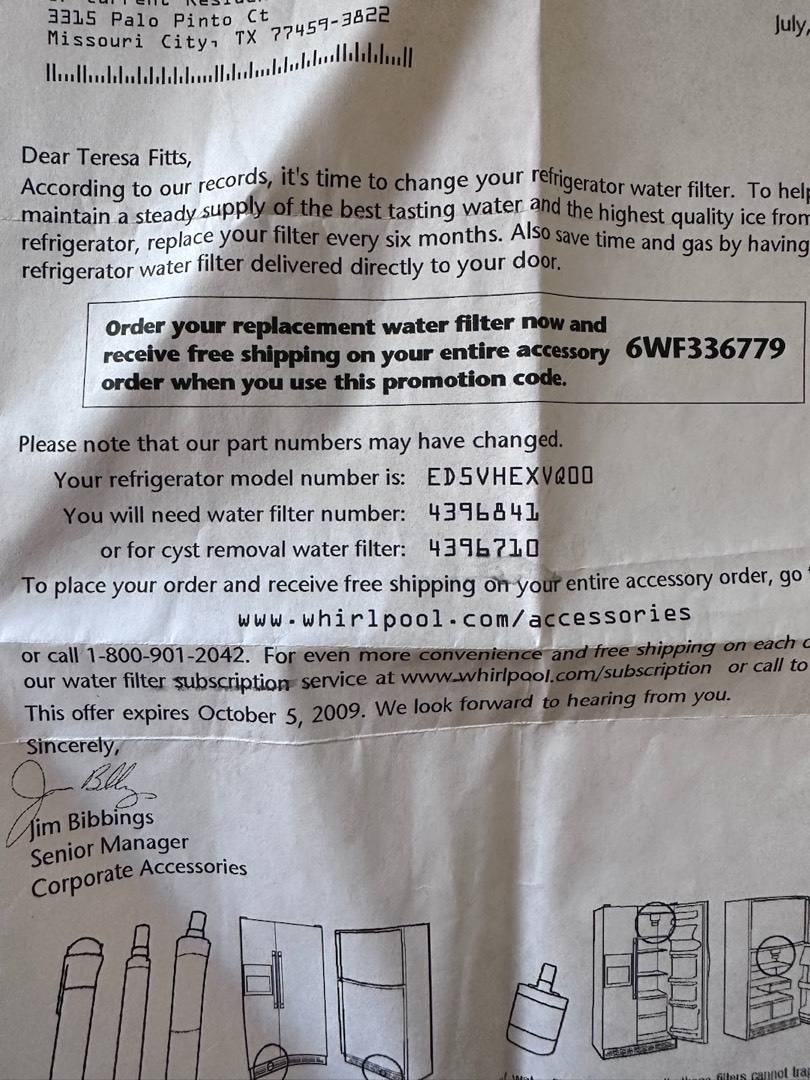 3315 Palo Pinto Ct
Missouri City, TX 77459-3822
July,
Dear Teresa Fitts,
According to our records, it's time to change your refrigerator water filter. To help
maintain a steady supply of the best tasting water and the highest quality ice from
refrigerator, replace your filter every six months. Also save time and gas by having
refrigerator water filter delivered directly to your door.
Order your replacement water filter now and
receive free shipping on your entire accessory 6WF336779
order when you use this promotion code.
Please note that our part numbers may have changed.
Your refrigerator model number is: ED5VHEXVQ00
You will need water filter number: 4396841
or for cyst removal water filter: 4396710
To place your order and receive free shipping on your entire accessory order, go
www.whirlpool.com/accessories
or call 1-800-901-2042. For even more convenience and free shipping on each
our water filter subscription service at www.whirlpool.com/subscription or call to
This offer expires October 5, 2009. We look forward to hearing from you.
Sincerely,
Jim Bibbings
Senior Manager
Corporate Accessories
filters cannot